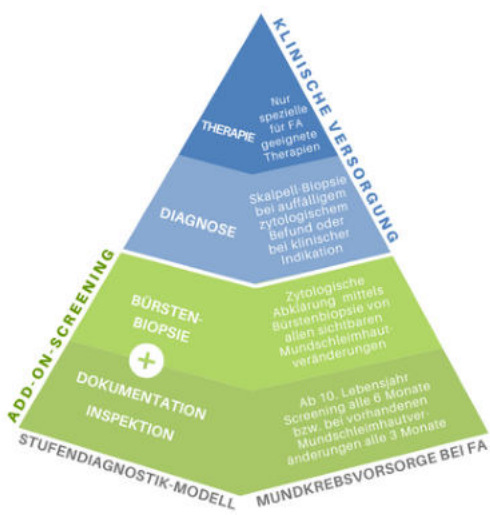 KLINISCHE VERSORGUNG
THERAPIE
Nur
spezielle
für FA
geeignete
Therapien
DIAGNOSE
Skalpell-Biopsie
bei auffälligem
zytologischem
Befund oder
bei klinischer
Indikation
ADD-ON-SCREENING
BÜRSTEN-
BIOPSIE
Zytologische
Abklärung mittels
Bürstenbiopsie von
allen sichbaren
Mundschleimhaut-
veränderungen
+
DOKUMENTATION
INSPEKTION
Ab 10. Lebensjahr
Screening alle 6 Monate
bzw. bei vorhandenen
Mundschleimhautver-
änderungen alle 3 Monate
STUFENDIAGNOSTIK-MODELL
MUNDKREBSVORSORGE BEI FA